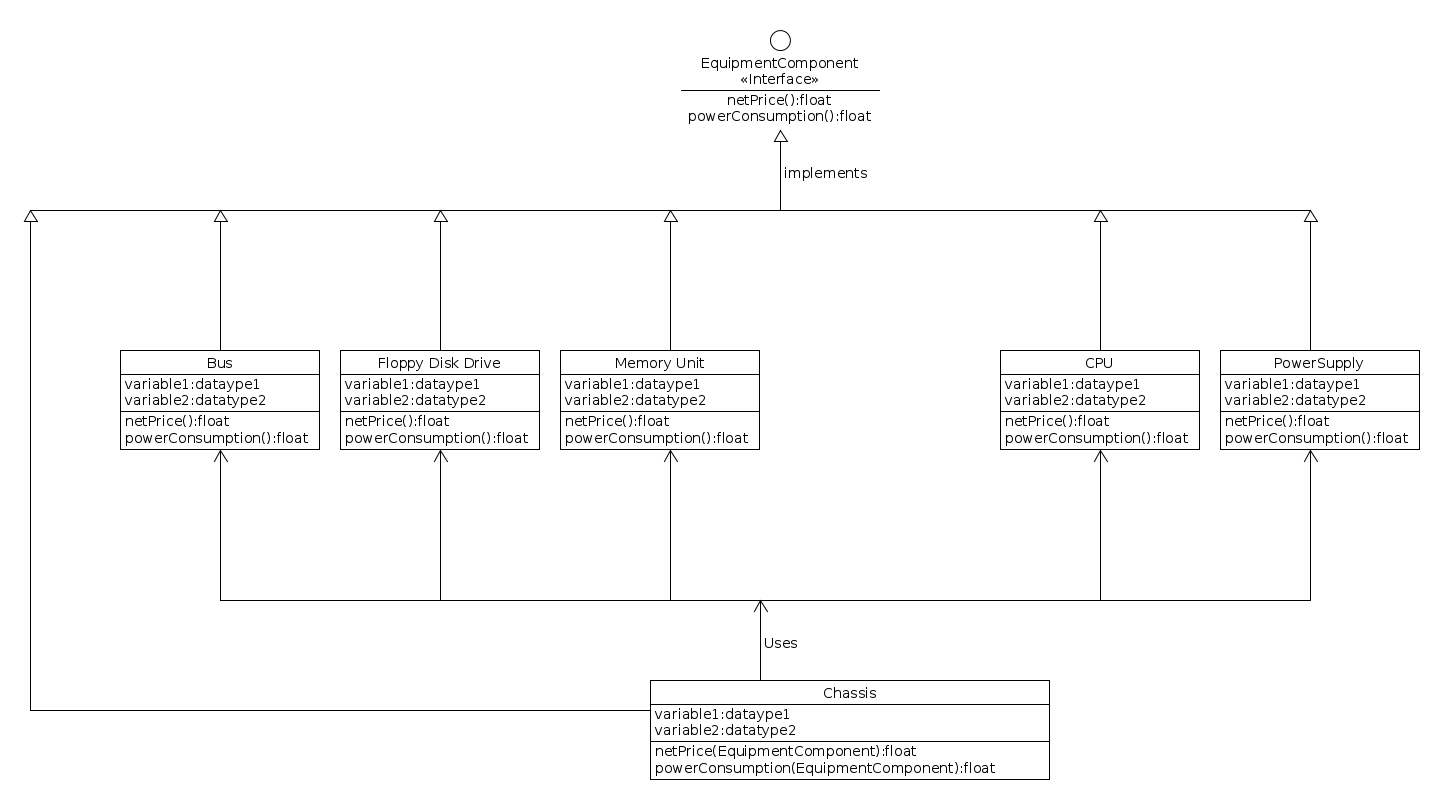 EquipmentComponent
«Interface»
netPrice():float
powerConsumption():float
implements
Bus
variable1:dataype1
variable2:datatype2
netPrice():float
powerConsumption():float
Floppy Disk Drive
variable1:dataype1
variable2:datatype2
netPrice():float
powerConsumption():float
Memory Unit
variable1:dataype1
variable2:datatype2
netPrice():float
powerConsumption():float
CPU
variable1:dataype1
variable2:datatype2
netPrice():float
powerConsumption():float
PowerSupply
variable1:dataype1
variable2:datatype2
netPrice():float
powerConsumption():float
Uses
Chassis
variable1:dataype1
variable2:datatype2
netPrice(EquipmentComponent):float
powerConsumption(EquipmentComponent):float